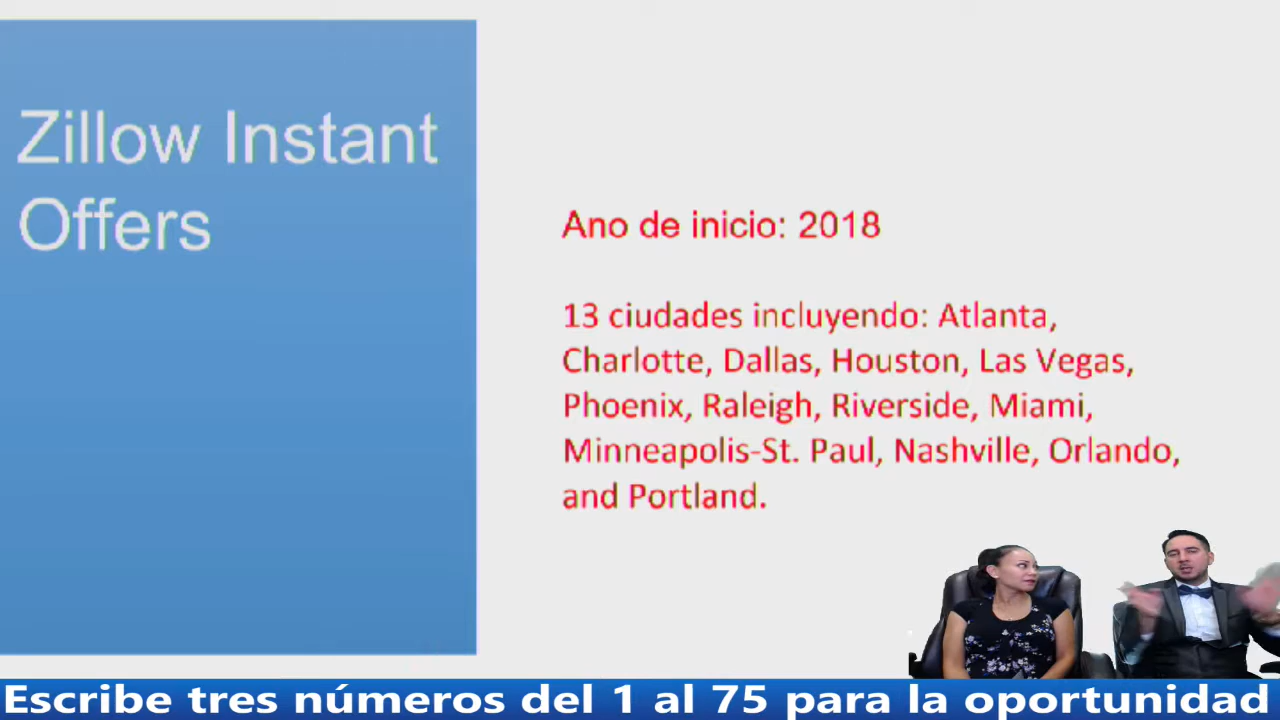 Zillow Instant
Offers
Ano de inicio: 2018
13 ciudades incluyendo: Atlanta,
Charlotte, Dallas, Houston, Las Vegas,
Phoenix, Raleigh, Riverside, Miami,
Minneapolis-St. Paul, Nashville, Orlando,
and Portland.
Escribe tres números del 1 al 75 para la oportunidad